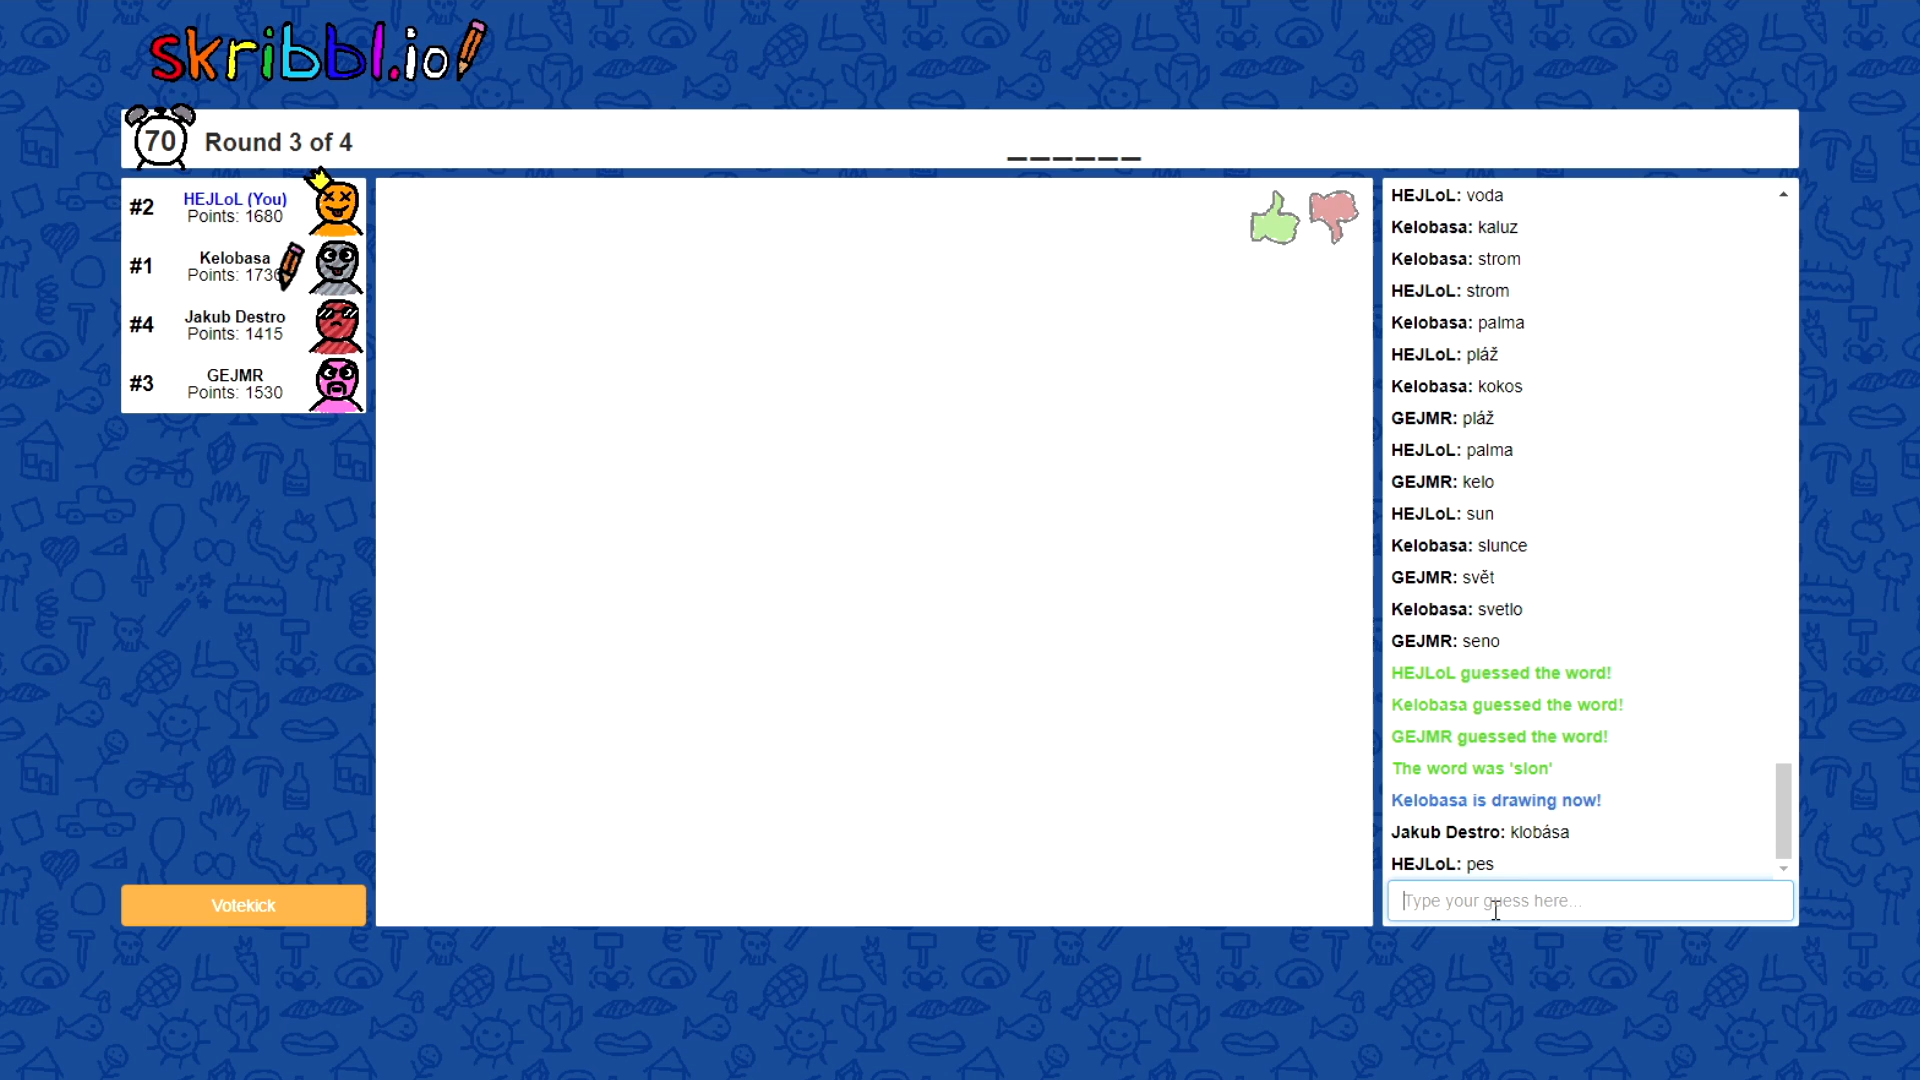 skribbl.io
70
Round 3 of 4
______
#2
HEJLoL (You)
Points: 1680
#1
Kelobasa
Points: 1730
#4
Jakub Destro
Points: 1415
#3
GEJMR
Points: 1530
Votekick
HEJLoL: voda
Kelobasa: kaluz
Kelobasa: strom
HEJLoL: strom
Kelobasa: palma
HEJLoL: pláž
Kelobasa: kokos
GEJMR: pláž
HEJLoL: palma
GEJMR: kelo
HEJLoL: sun
Kelobasa: slunce
GEJMR: svět
Kelobasa: svetlo
GEJMR: seno
HEJLoL guessed the word!
Kelobasa guessed the word!
GEJMR guessed the word!
The word was 'slon'
Kelobasa is drawing now!
Jakub Destro: klobása
HEJLoL: pes
Type your guess here...